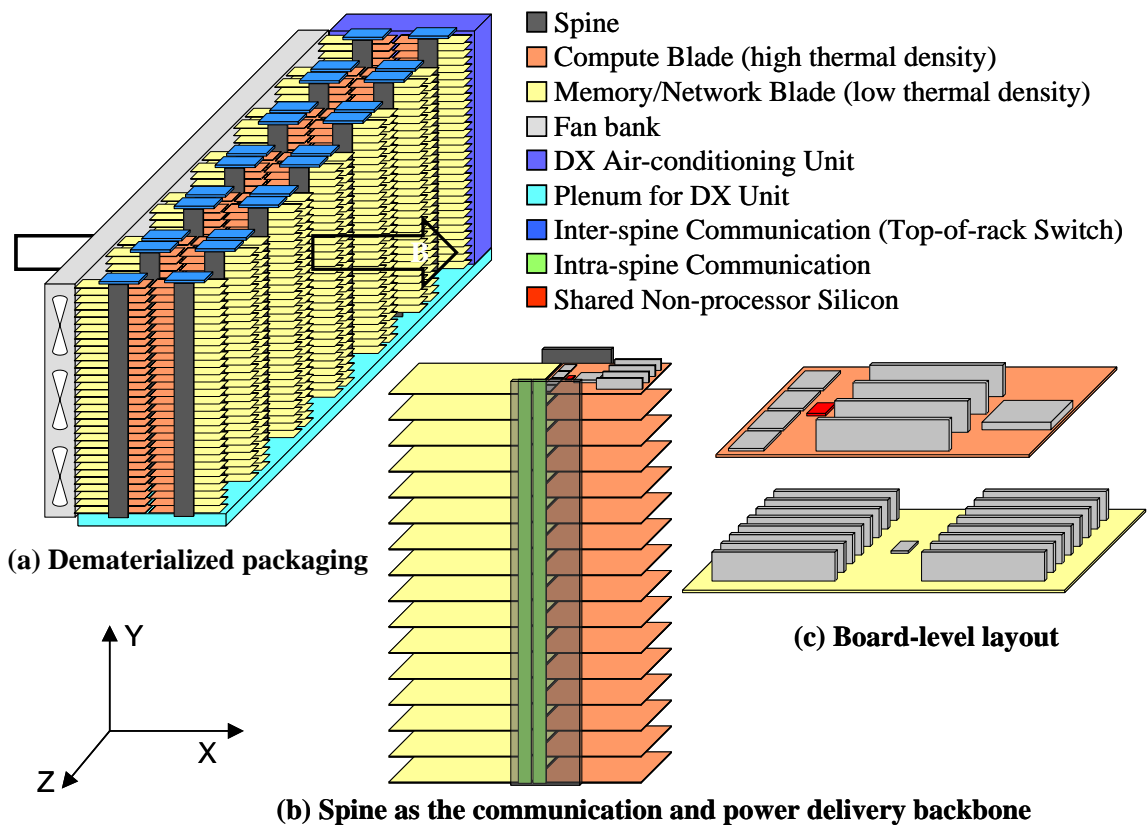 Spine
Compute Blade (high thermal density)
Memory/Network Blade (low thermal density)
Fan bank
DX Air-conditioning Unit
Plenum for DX Unit
Inter-spine Communication (Top-of-rack Switch)
Intra-spine Communication
Shared Non-processor Silicon
B
(a) Dematerialized packaging
(c) Board-level layout
Y
X
Z
(b) Spine as the communication and power delivery backbone